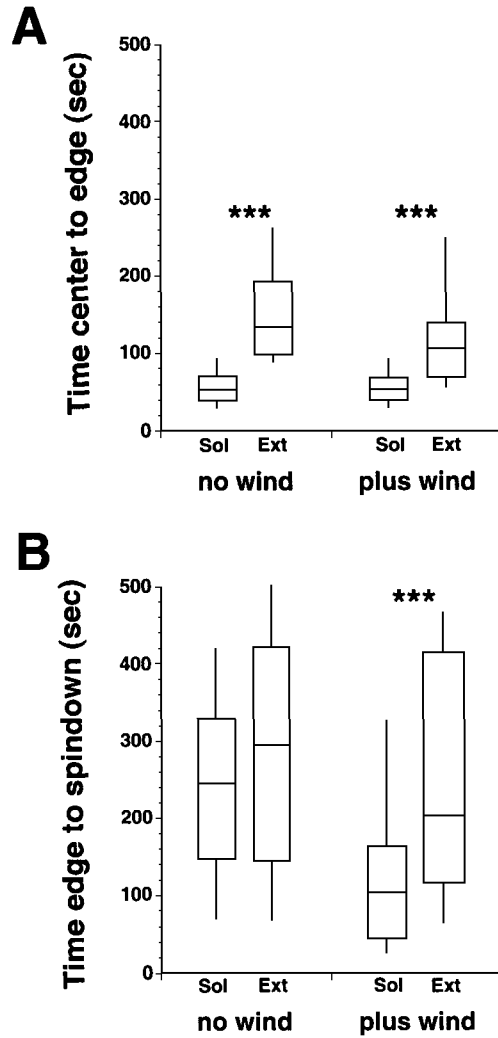 A
Time center to edge (sec)
500
400
300
200
100
0
***
***
Sol Ext Sol Ext
no wind plus wind
B
Time edge to spindown (sec)
500
400
300
200
100
0
***
Sol Ext Sol Ext
no wind plus wind